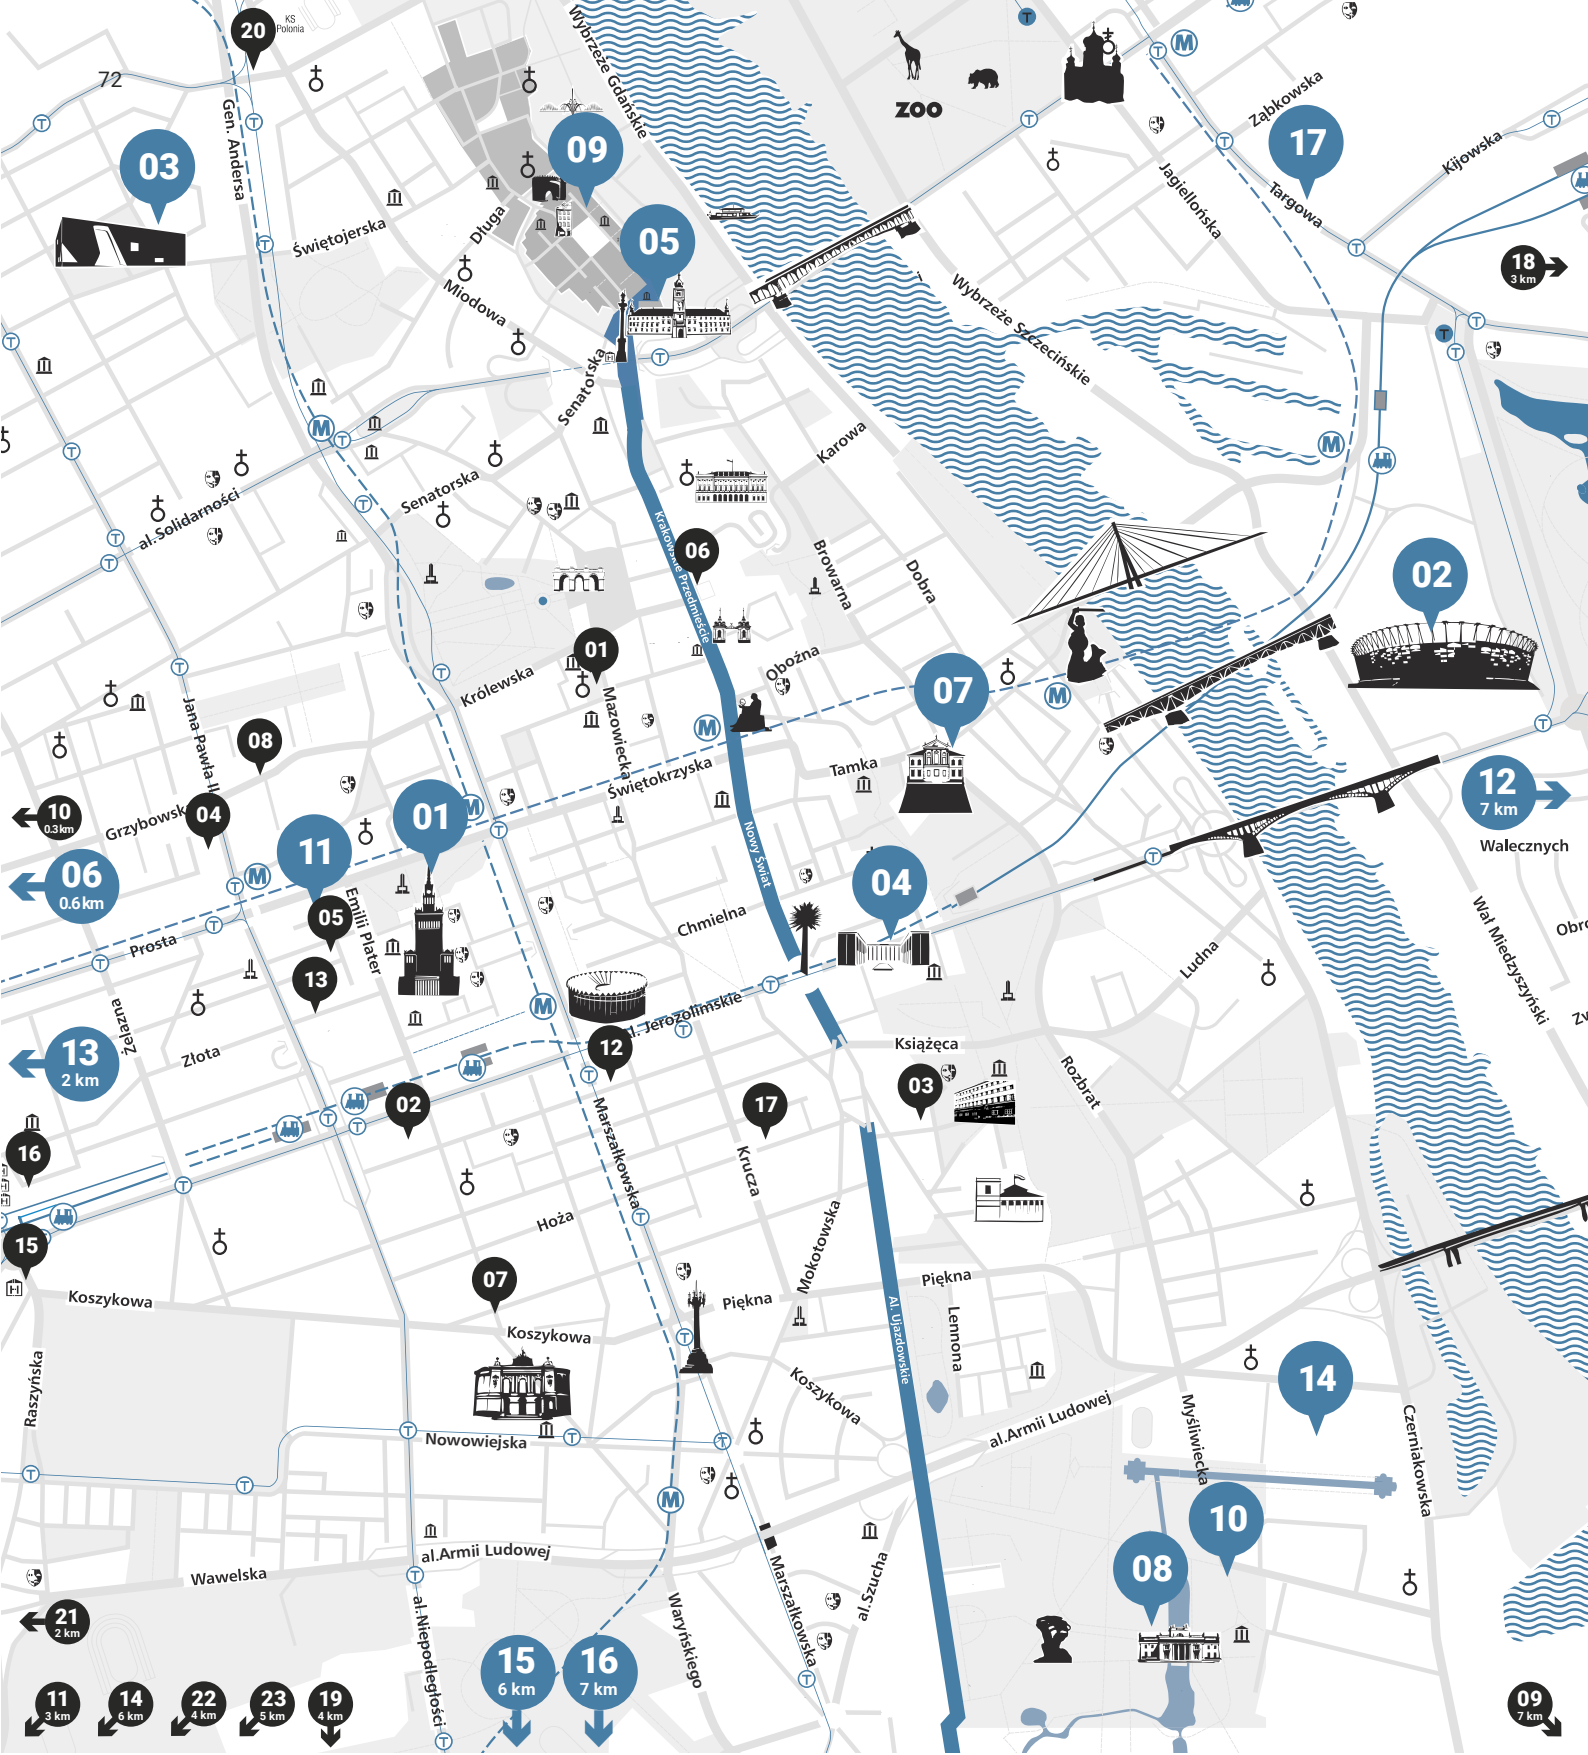 20
KS
Polonia
72
Wybrzeże Gdańskie
M
T
ZOO
Ząbkowska
03
Gen. Andersa
09
17
Kijowska
Jagiellońska
Targowa
Świętojerska
Długa
05
18
3 km
Miodowa
Wybrzeże Szczecińskie
Senatorska
M
M
Karowa
Senatorska
al.Solidarności
Krakowskie Przedmieście
06
Browarna
Dobra
02
01
Królewska
Oboźna
07
M
M
Jana Pawła II
Mazowiecka
08
Świętokrzyska
Tamka
10
0.3km
Grzybowska
04
01
M
12
7 km
Walecznych
11
Nowy Świat
06
0.6 km
M
04
05
Emilii Plater
Chmielna
Prosta
13
Ludna
Wał Miedzyszyński
Żelazna
M
al. Jerozolimskie
Złota
13
2 km
12
Książęca
Rozbrat
03
02
17
16
Marszałkowska
Krucza
Hoża
Mokotowska
15
H
07
Koszykowa
Piękna
Piękna
Koszykowa
Al. Ujazdowskie
Lennona
Raszyńska
Koszykowa
14
al.Armii Ludowej
Myśliwiecka
Czerniakowska
Nowowiejska
M
10
al.Armii Ludowej
Wawelska
08
Marszałkowska
al.Szucha
21
2 km
al.Niepodległości
Waryńskiego
15
6 km
16
7 km
11
3 km
14
6 km
22
4 km
23
5 km
19
4 km
09
7 km